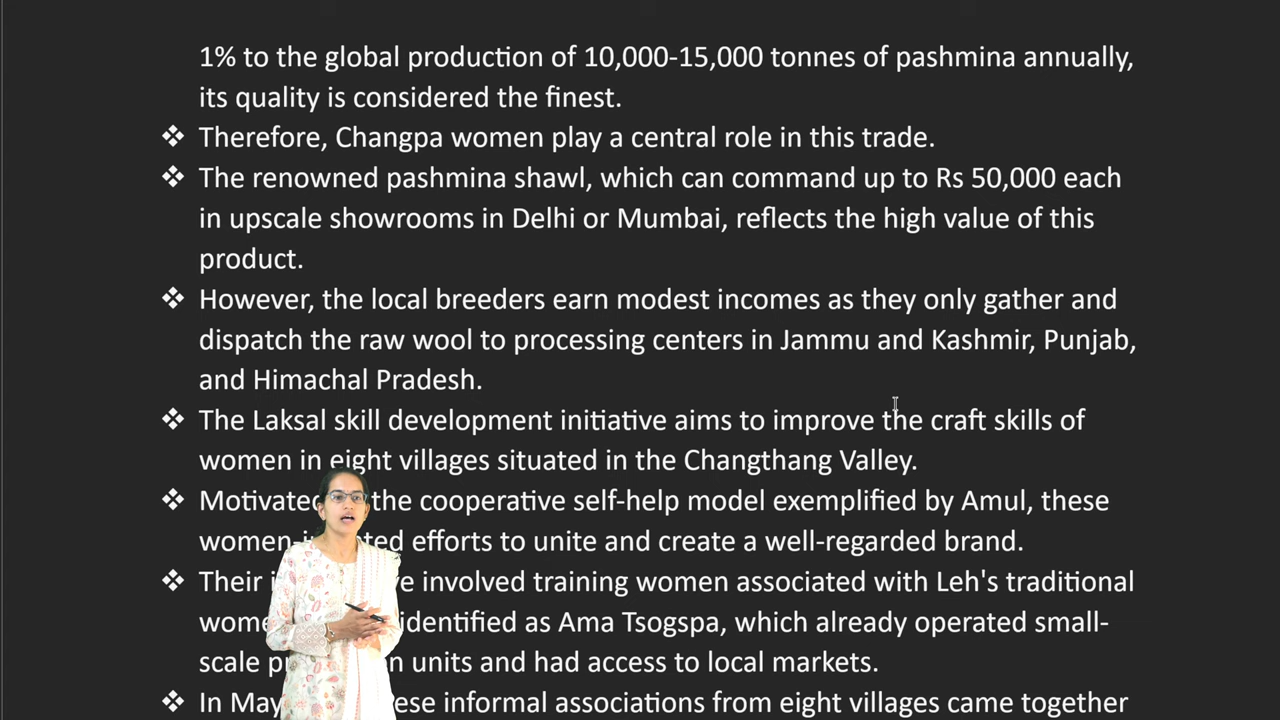 1% to the global production of 10,000-15,000 tonnes of pashmina annually,
its quality is considered the finest.
❖ Therefore, Changpa women play a central role in this trade.
❖ The renowned pashmina shawl, which can command up to Rs 50,000 each
in upscale showrooms in Delhi or Mumbai, reflects the high value of this
product.
❖ However, the local breeders earn modest incomes as they only gather and
dispatch the raw wool to processing centers in Jammu and Kashmir, Punjab,
and Himachal Pradesh.
❖ The Laksal skill development initiative aims to improve the craft skills of
women in eight villages situated in the Changthang Valley.
❖ Motivated the cooperative self-help model exemplified by Amul, these
women efforts to unite and create a well-regarded brand.
❖ Their involved training women associated with Leh's traditional
identified as Ama Tsogspa, which already operated small-
scale units and had access to local markets.
❖ In May informal associations from eight villages came together